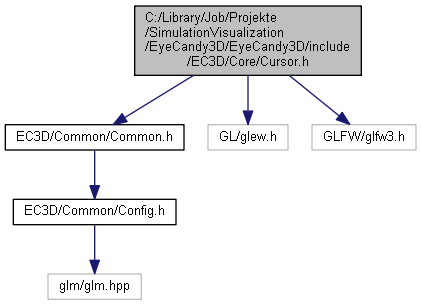 C:/Library/Job/Projekte
/SimulationVisualization
/EyeCandy3D/EyeCandy3D/include
/EC3D/Core/Cursor.h
EC3D/Common/Common.h
GL/glew.h
GLFW/glfw3.h
EC3D/Common/Config.h
glm/glm.hpp